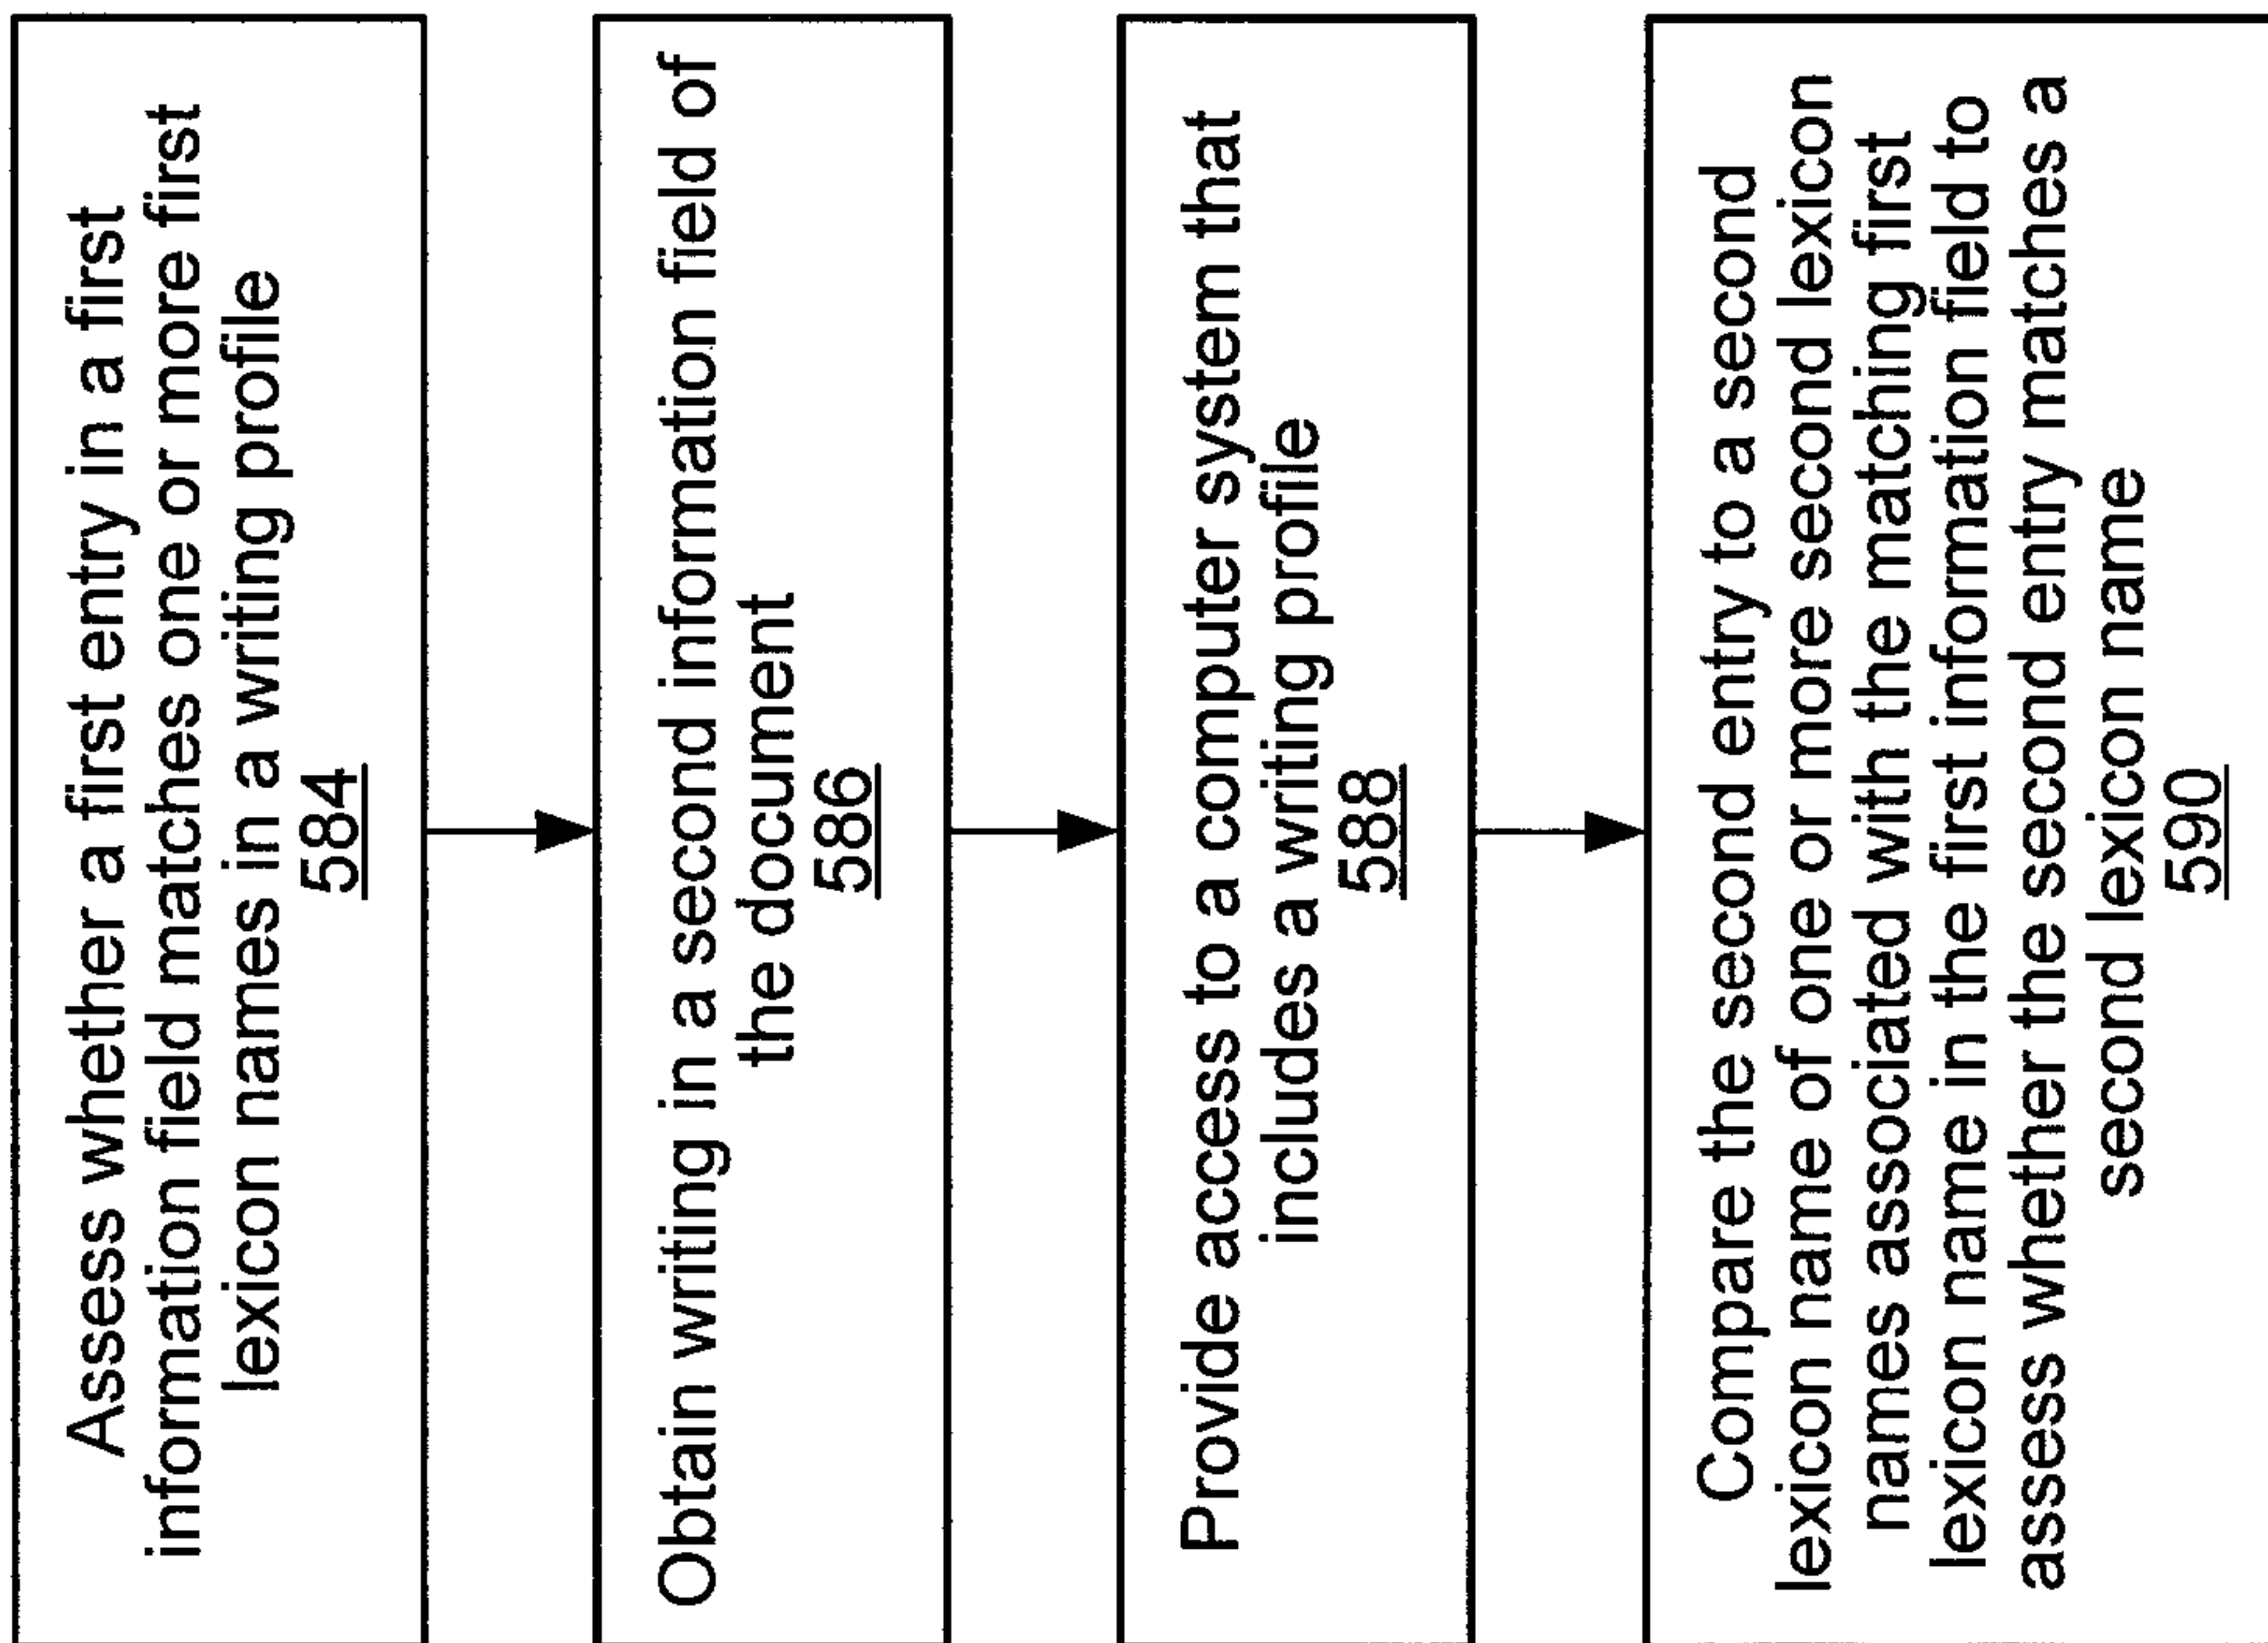 Assess whether a first entry in a first
information field matches one or more first
lexicon names in a writing profile
584
Obtain writing in a second information field of
the document
586
Provide access to a computer system that
includes a writing profile
588
Compare the second entry to a second
lexicon name of one or more second lexicon
names associated with the matching first
lexicon name in the first information field to
assess whether the second entry matches a
second lexicon name
590